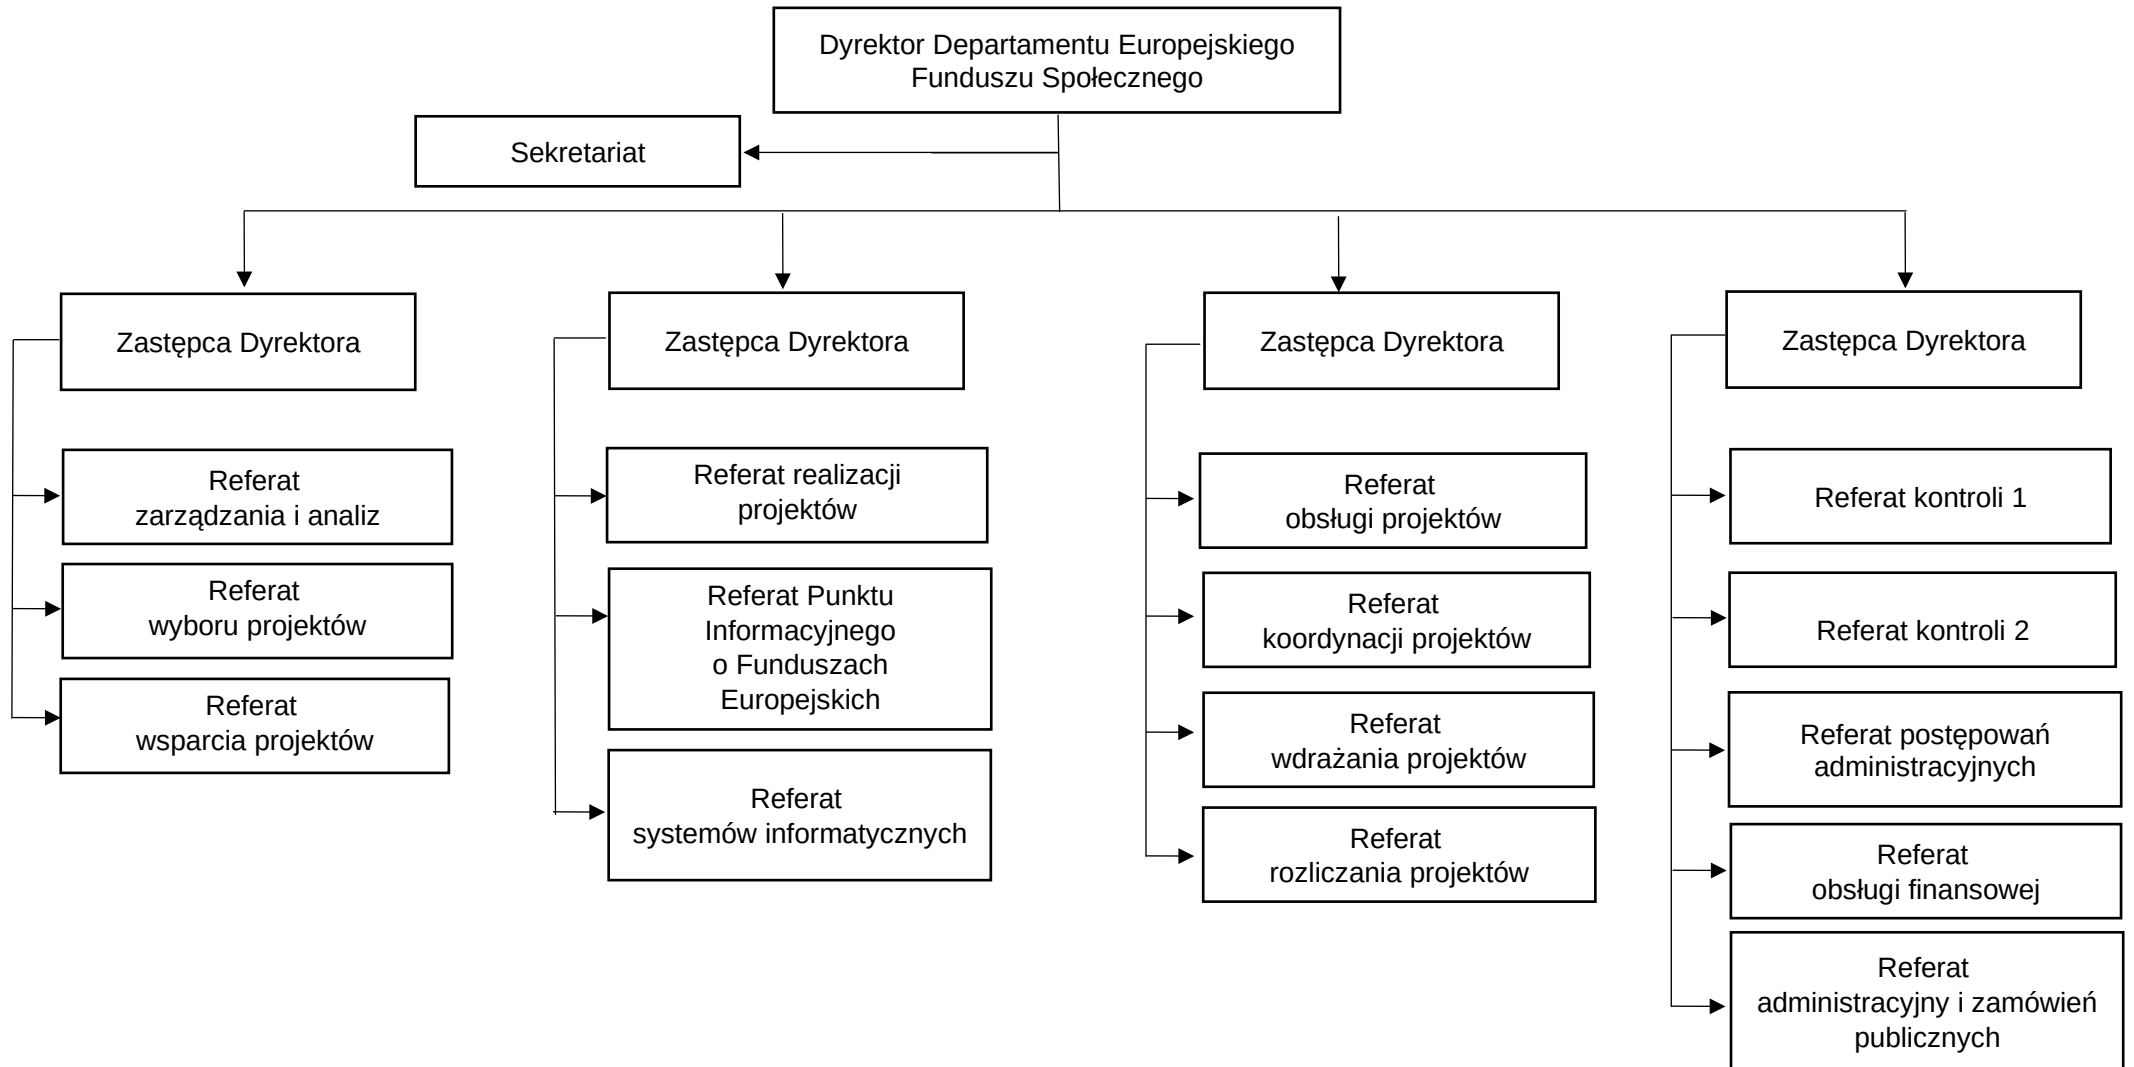 Dyrektor Departamentu Europejskiego
Funduszu Społecznego
Sekretariat
Zastępca Dyrektora
Zastępca Dyrektora
Zastępca Dyrektora
Zastępca Dyrektora
Referat
zarządzania i analiz
Referat
wyboru projektów
Referat
wsparcia projektów
Referat realizacji
projektów
Referat Punktu
Informacyjnego
o Funduszach
Europejskich
Referat
systemów informatycznych
Referat
obsługi projektów
Referat
koordynacji projektów
Referat
wdrażania projektów
Referat
rozliczania projektów
Referat kontroli 1
Referat kontroli 2
Referat postępowań
administracyjnych
Referat
obsługi finansowej
Referat
administracyjny i zamówień
publicznych